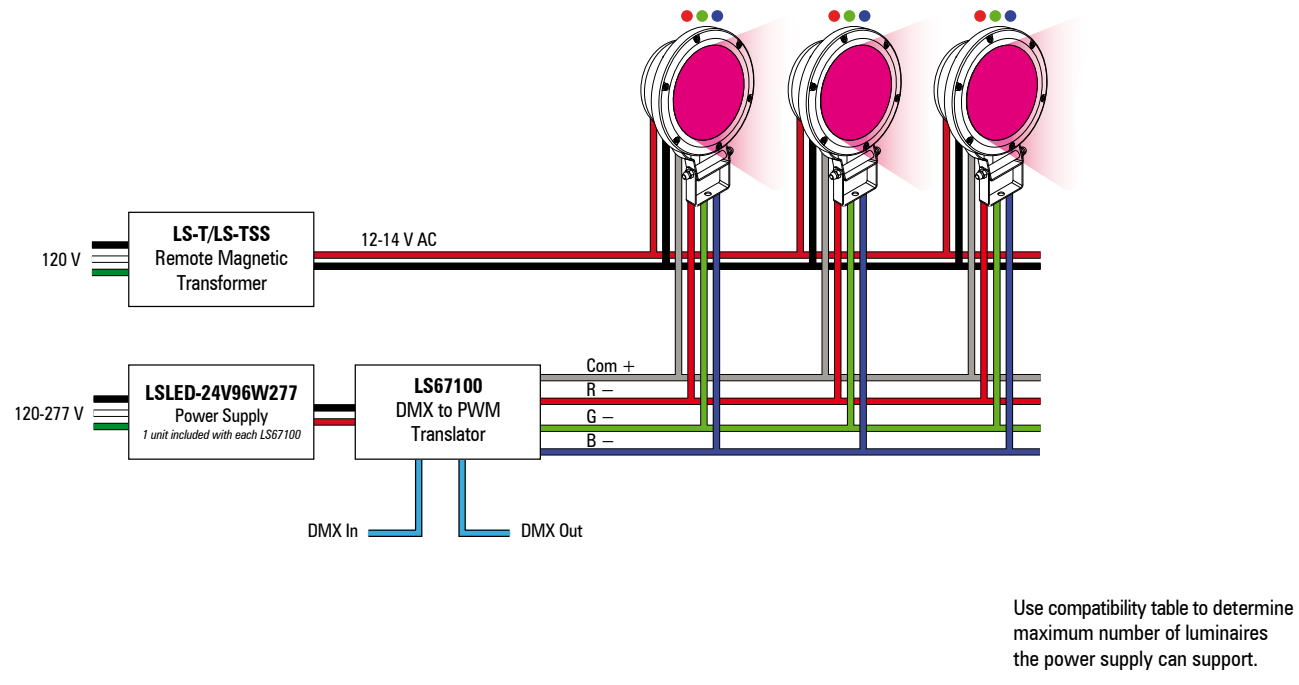 120 V
LS-T/LS-TSS
Remote Magnetic
Transformer
12-14 V AC
120-277 V
LSLED-24V96W277
Power Supply
1 unit included with each LS67100
LS67100
DMX to PWM
Translator
Com +
R −
G −
B −
DMX In
DMX Out
Use compatibility table to determine
maximum number of luminaires
the power supply can support.